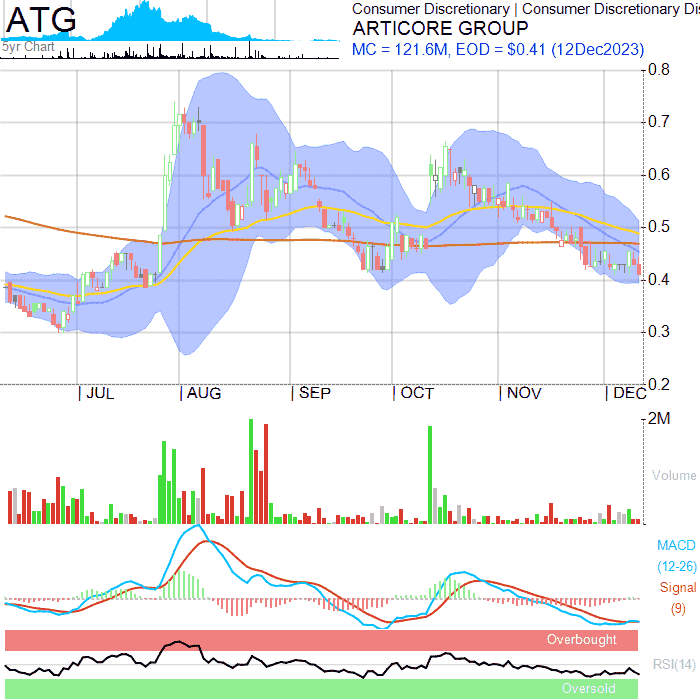 ATG
5yr Chart
Consumer Discretionary | Consumer Discretionary Dis
ARTICORE GROUP
MC = 121.6M, EOD = $0.41 (12Dec2023)
0.8
0.7
0.6
0.5
0.4
0.3
0.2
| JUL | AUG | SEP | OCT | NOV | DEC
2M
Volume
MACD
(12-26)
Signal
(9)
Overbought
RSI(14)
Oversold